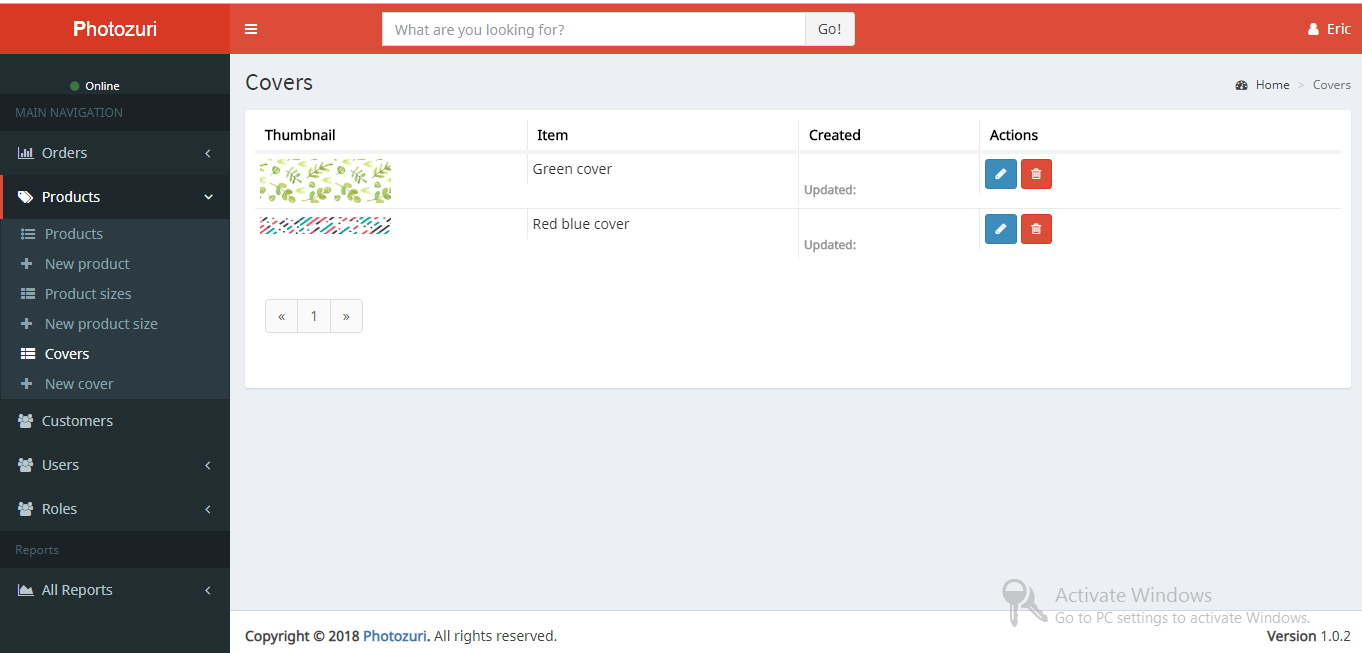 Photozuri
What are you looking for?
Go!
Eric
Online
MAIN NAVIGATION
Orders
Products
Products
New product
Product sizes
New product size
Covers
New cover
Customers
Users
Roles
Reports
All Reports
Covers
Home > Covers
Thumbnail Item Created Actions
Green cover
Updated:
Red blue cover
Updated:
« 1 »
Activate Windows
Go to PC settings to activate Windows.
Copyright © 2018 Photozuri. All rights reserved.
Version 1.0.2